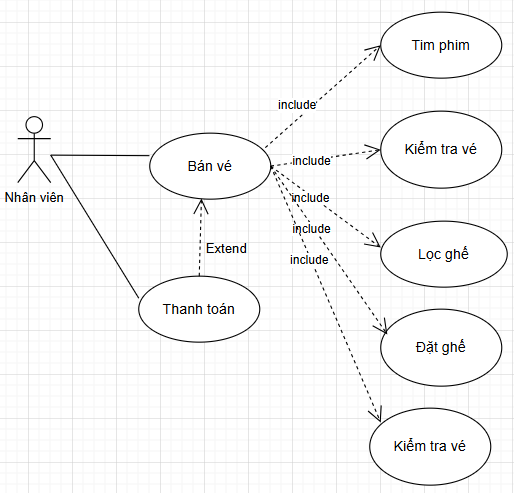 Tim phim
include
Nhân viên
Bán vé
include
Kiểm tra vé
include
include
include
Extend
Lọc ghế
Thanh toán
Đặt ghế
Kiểm tra vé